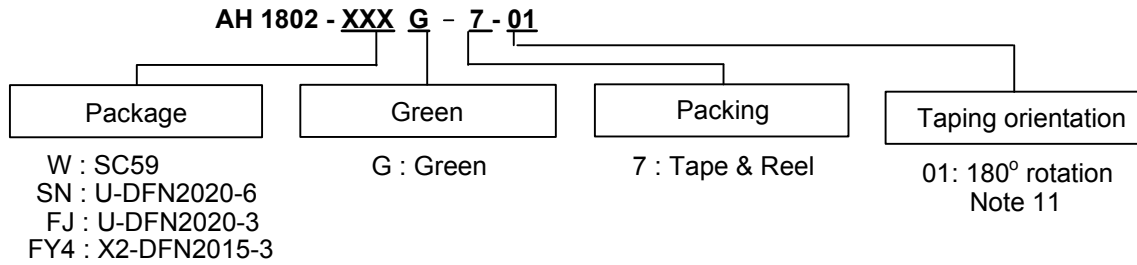 AH 1802 - XXX G - 7 - 01
Package
Green
Packing
Taping orientation
W : SC59
SN : U-DFN2020-6
FJ : U-DFN2020-3
FY4 : X2-DFN2015-3
G : Green
7 : Tape & Reel
01: 180° rotation
Note 11